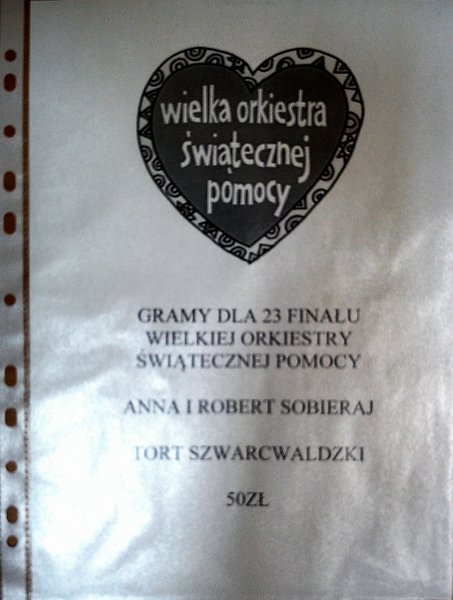 wielka orkiestra
świątecznej
pomocy
GRAMY DLA 23 FINAŁU
WIELKIEJ ORKIESTRY
ŚWIĄTECZNEJ POMOCY
ANNA I ROBERT SOBIERAJ
TORT SZWARCWALDZKI
50ZŁ